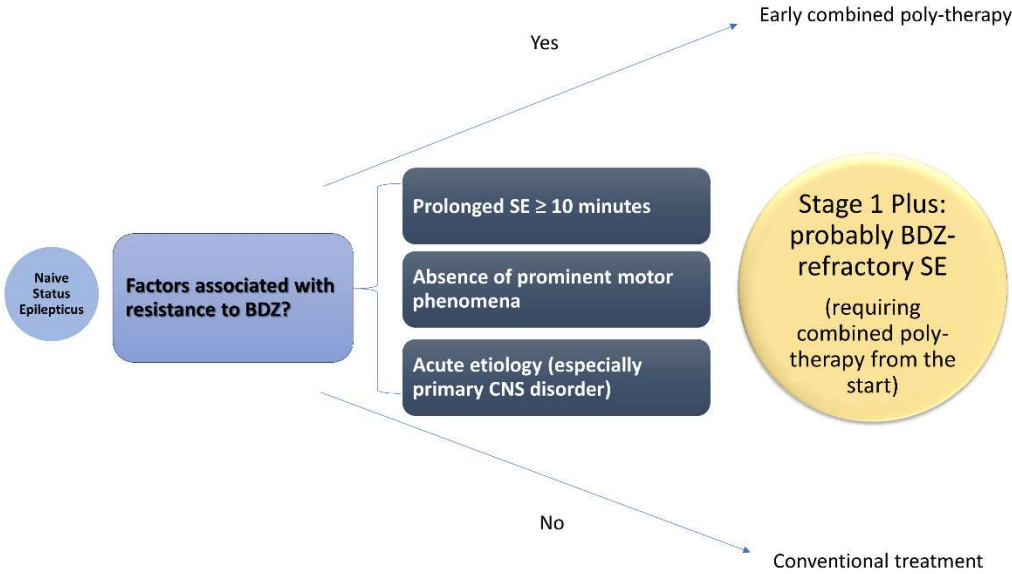 Early combined poly-therapy
Yes
Naive
Status
Epilepticus
Factors associated with
resistance to BDZ?
Prolonged SE ≥ 10 minutes
Absence of prominent motor
phenomena
Acute etiology (especially
primary CNS disorder)
Stage 1 Plus:
probably BDZ-
refractory SE
(requiring
combined poly-
therapy from the
start)
No
Conventional treatment